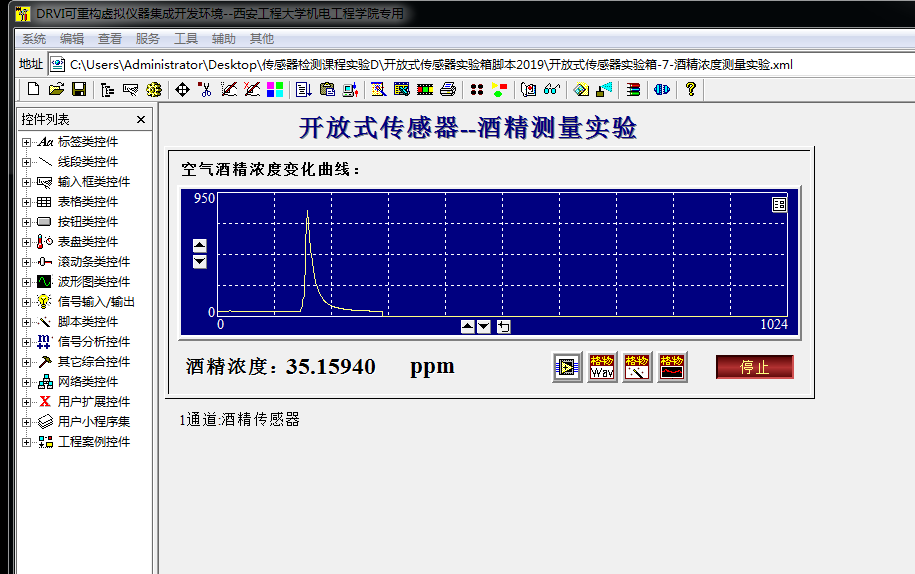 DRVI可重构虚拟仪器集成开发环境--西安工程大学机电工程学院专用
系统 编辑 查看 服务 工具 辅助 其他
地址 C:\Users\Administrator\Desktop\传感器检测课程实验D\开放式传感器实验箱脚本2019\开放式传感器实验箱-7-酒精浓度测量实验.xml
控件列表
标签类控件
线段类控件
输入框类控件
表格类控件
按钮类控件
表盘类控件
滚动条类控件
波形图类控件
信号输入/输出
脚本类控件
信号分析控件
其它综合控件
网络类控件
用户扩展控件
用户小程序集
工程案例控件
开放式传感器--酒精测量实验
空气酒精浓度变化曲线：
950
0
0 1024
酒精浓度：35.15940 ppm
格物 Wav 格物 格物
停止
1通道:酒精传感器